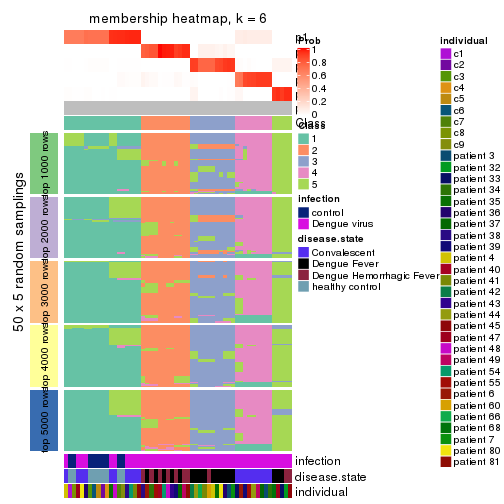 membership heatmap, k = 6
p1
Prob
1
0.8
0.6
0.4
0.2
0
Class
Class
1
2
3
4
5
Infection
control
Dengue virus
disease.state
Convalescent
Dengue Fever
Dengue Hemorrhagic Fever
healthy control
50 x 5 random samplings
top 1000 rows
top 2000 rows
top 3000 rows
top 4000 rows
top 5000 rows
infection
disease.state
individual
individual
c1
c2
c3
c4
c5
c6
c7
c8
c9
patient 3
patient 32
patient 33
patient 34
patient 35
patient 36
patient 37
patient 38
patient 39
patient 4
patient 40
patient 41
patient 42
patient 43
patient 44
patient 45
patient 47
patient 48
patient 49
patient 54
patient 55
patient 6
patient 60
patient 66
patient 68
patient 7
patient 80
patient 81